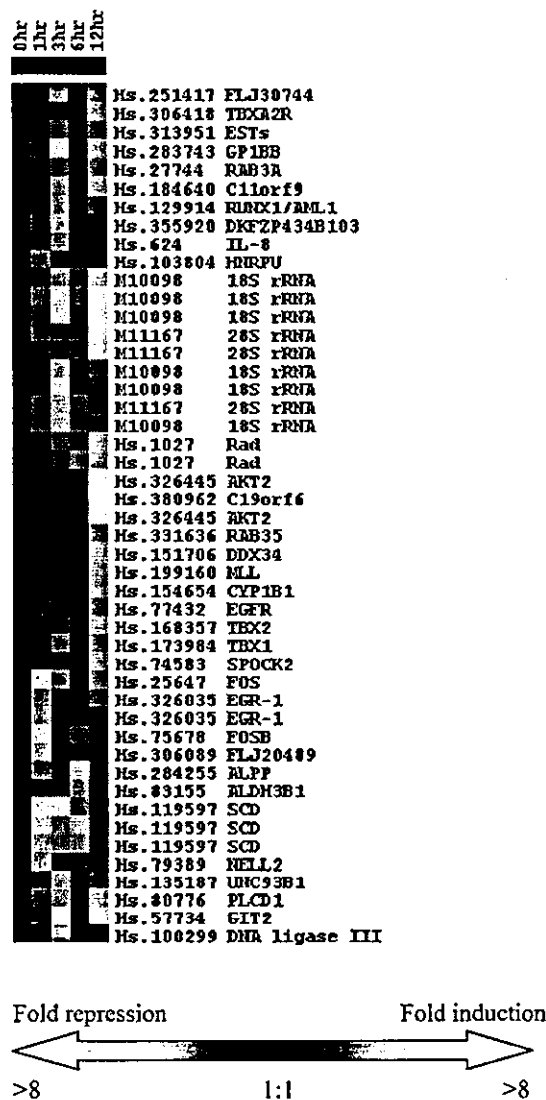 0hr
1hr
3hr
6hr
12hr
Hs.251417 FLJ30744
Hs.306418 TBXA2R
Hs.313951 ESTs
Hs.283743 GP1BB
Hs.27744 RAB3A
Hs.184640 C11orf9
Hs.129914 RUNX1/AML1
Hs.355920 DKFZP434B103
Hs.624 IL-8
Hs.103804 HNRPU
M10098 18S rRNA
M10098 18S rRNA
M10098 18S rRNA
M11167 28S rRNA
M11167 28S rRNA
M10098 18S rRNA
M10098 18S rRNA
M11167 28S rRNA
M10098 18S rRNA
Hs.1027 Rad
Hs.1027 Rad
Hs.326445 AKT2
Hs.380962 C19orf6
Hs.326445 AKT2
Hs.331636 RAB35
Hs.151706 DDX34
Hs.199160 MLL
Hs.154654 CYP1B1
Hs.77432 EGFR
Hs.168357 TBX2
Hs.173984 TBX1
Hs.74583 SPOCK2
Hs.25647 FOS
Hs.326035 EGR-1
Hs.326035 EGR-1
Hs.75678 FOSB
Hs.306089 FLJ20489
Hs.284255 ALPP
Hs.83155 ALDH3B1
Hs.119597 SCD
Hs.119597 SCD
Hs.119597 SCD
Hs.79389 NELL2
Hs.135187 UNC93B1
Hs.80776 PLCD1
Hs.57734 GIT2
Hs.100299 DNA ligase III
Fold repression Fold induction
>8 1:1 >8